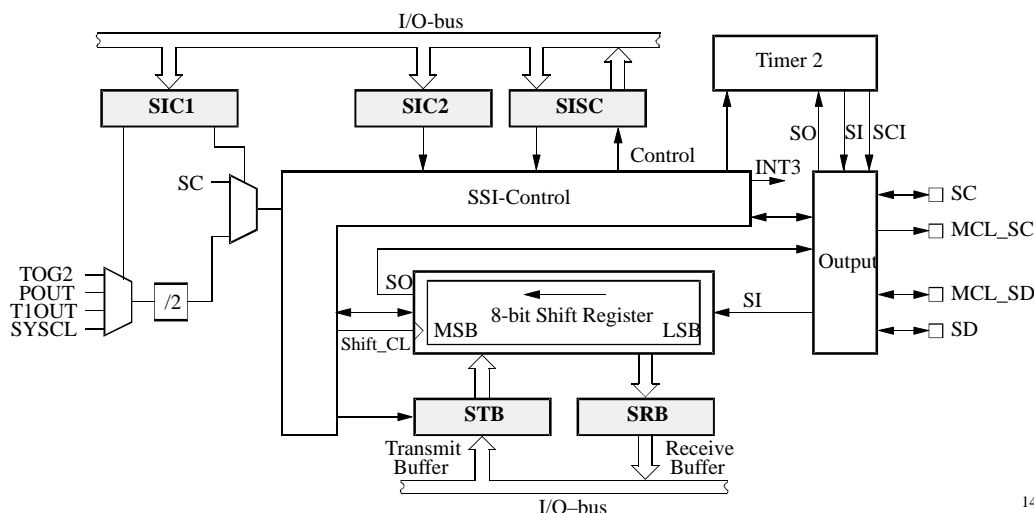 I/O-bus
Timer 2
SIC1
SIC2
SISC
SO
SI
SCI
Control
INT3
SC
SSI-Control
SC
MCL_SC
Output
TOG2
POUT
T1OUT
SYSCL
/2
SO
SI
MCL_SD
8-bit Shift Register
MSB
LSB
SD
Shift_CL
STB
SRB
Transmit
Buffer
Receive
Buffer
I/O–bus
14